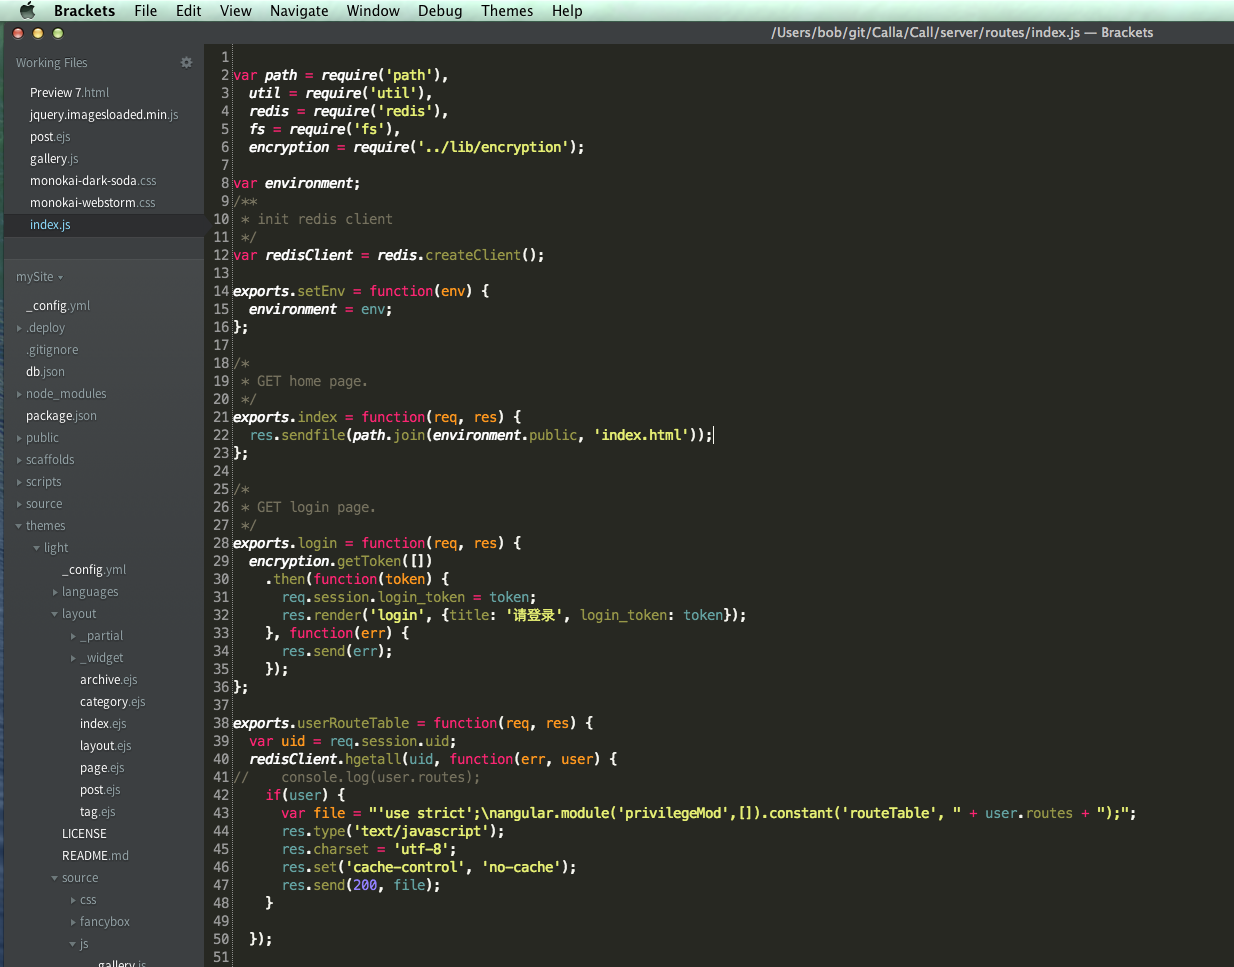 Brackets File Edit View Navigate Window Debug Themes Help
/Users/bob/git/Calla/Call/server/routes/index.js — Brackets
Working Files
Preview 7.html
jquery.imagesloaded.min.js
post.ejs
gallery.js
monokai-dark-soda.css
monokai-webstorm.css
index.js
mySite
_config.yml
.deploy
.gitignore
db.json
node_modules
package.json
public
scaffolds
scripts
source
themes
light
_config.yml
languages
layout
_partial
_widget
archive.ejs
category.ejs
index.ejs
layout.ejs
page.ejs
post.ejs
tag.ejs
LICENSE
README.md
source
css
fancybox
js
gallery.js
1
2 var path = require('path'),
3   util = require('util'),
4   redis = require('redis'),
5   fs = require('fs'),
6   encryption = require('../lib/encryption');
7
8 var environment;
9 /**
10  * init redis client
11  */
12 var redisClient = redis.createClient();
13
14 exports.setEnv = function(env) {
15   environment = env;
16 };
17
18 /*
19  * GET home page.
20  */
21 exports.index = function(req, res) {
22   res.sendfile(path.join(environment.public, 'index.html'));
23 };
24
25 /*
26  * GET login page.
27  */
28 exports.login = function(req, res) {
29   encryption.getToken([])
30     .then(function(token) {
31       req.session.login_token = token;
32       res.render('login', {title: '请登录', login_token: token});
33     }, function(err) {
34       res.send(err);
35     });
36 };
37
38 exports.userRouteTable = function(req, res) {
39   var uid = req.session.uid;
40   redisClient.hgetall(uid, function(err, user) {
41 //    console.log(user.routes);
42     if(user) {
43       var file = "'use strict';\nangular.module('privilegeMod',[]).constant('routeTable', " + user.routes + ");";
44       res.type('text/javascript');
45       res.charset = 'utf-8';
46       res.set('cache-control', 'no-cache');
47       res.send(200, file);
48     }
49
50   });
51